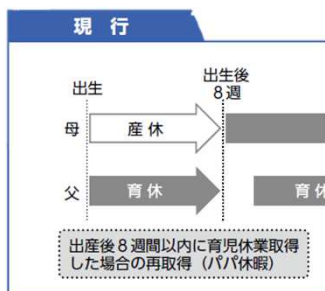 現行
出生
出生後
8週
母
産休
父
育休
育休
出産後8週間以内に育児休業取得
した場合の再取得（パパ休暇）